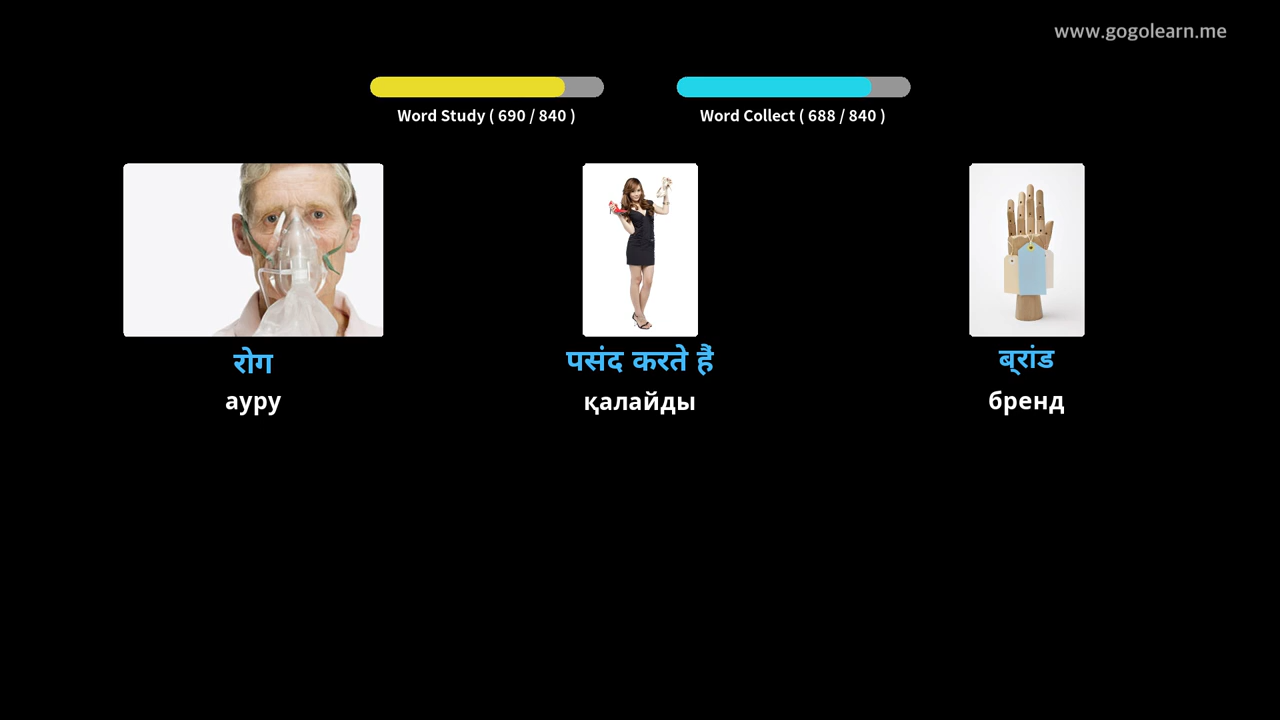 www.gogolearn.me
Word Study ( 690 / 840 )
Word Collect ( 688 / 840 )
रोग
पसंद करते हैं
ब्रांड
ауру
қалайды
бренд